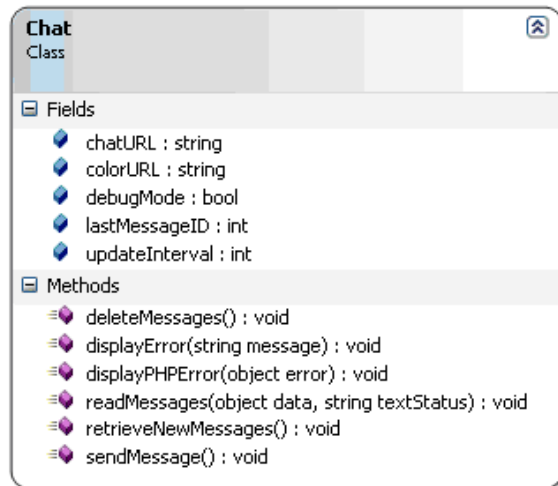 Chat
Class
Fields
chatURL : string
colorURL : string
debugMode : bool
lastMessageID : int
updateInterval : int
Methods
deleteMessages() : void
displayError(string message) : void
displayPHPError(object error) : void
readMessages(object data, string textStatus) : void
retrieveNewMessages() : void
sendMessage() : void